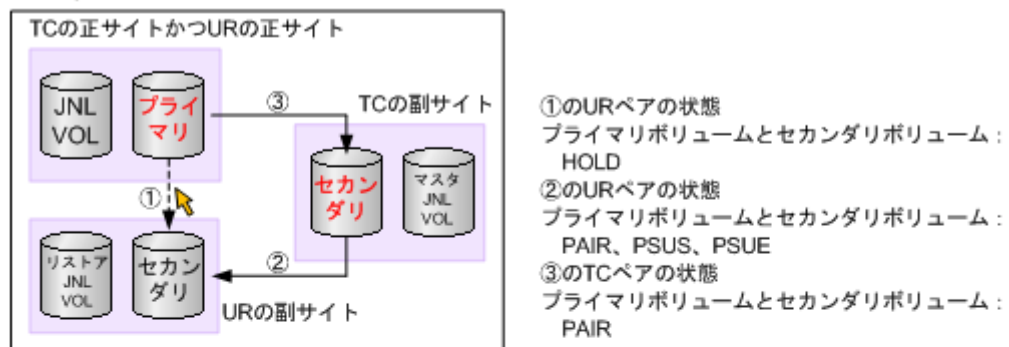 TCの正サイトかつURの正サイト
JNL
VOL
プライ
マリ
③
TCの副サイト
セカン
ダリ
マスタ
JNL
VOL
①
リストア
JNL
VOL
セカン
ダリ
②
URの副サイト
①のURペアの状態
プライマリボリュームとセカンダリボリューム：
HOLD
②のURペアの状態
プライマリボリュームとセカンダリボリューム：
PAIR、PSUS、PSUE
③のTCペアの状態
プライマリボリュームとセカンダリボリューム：
PAIR